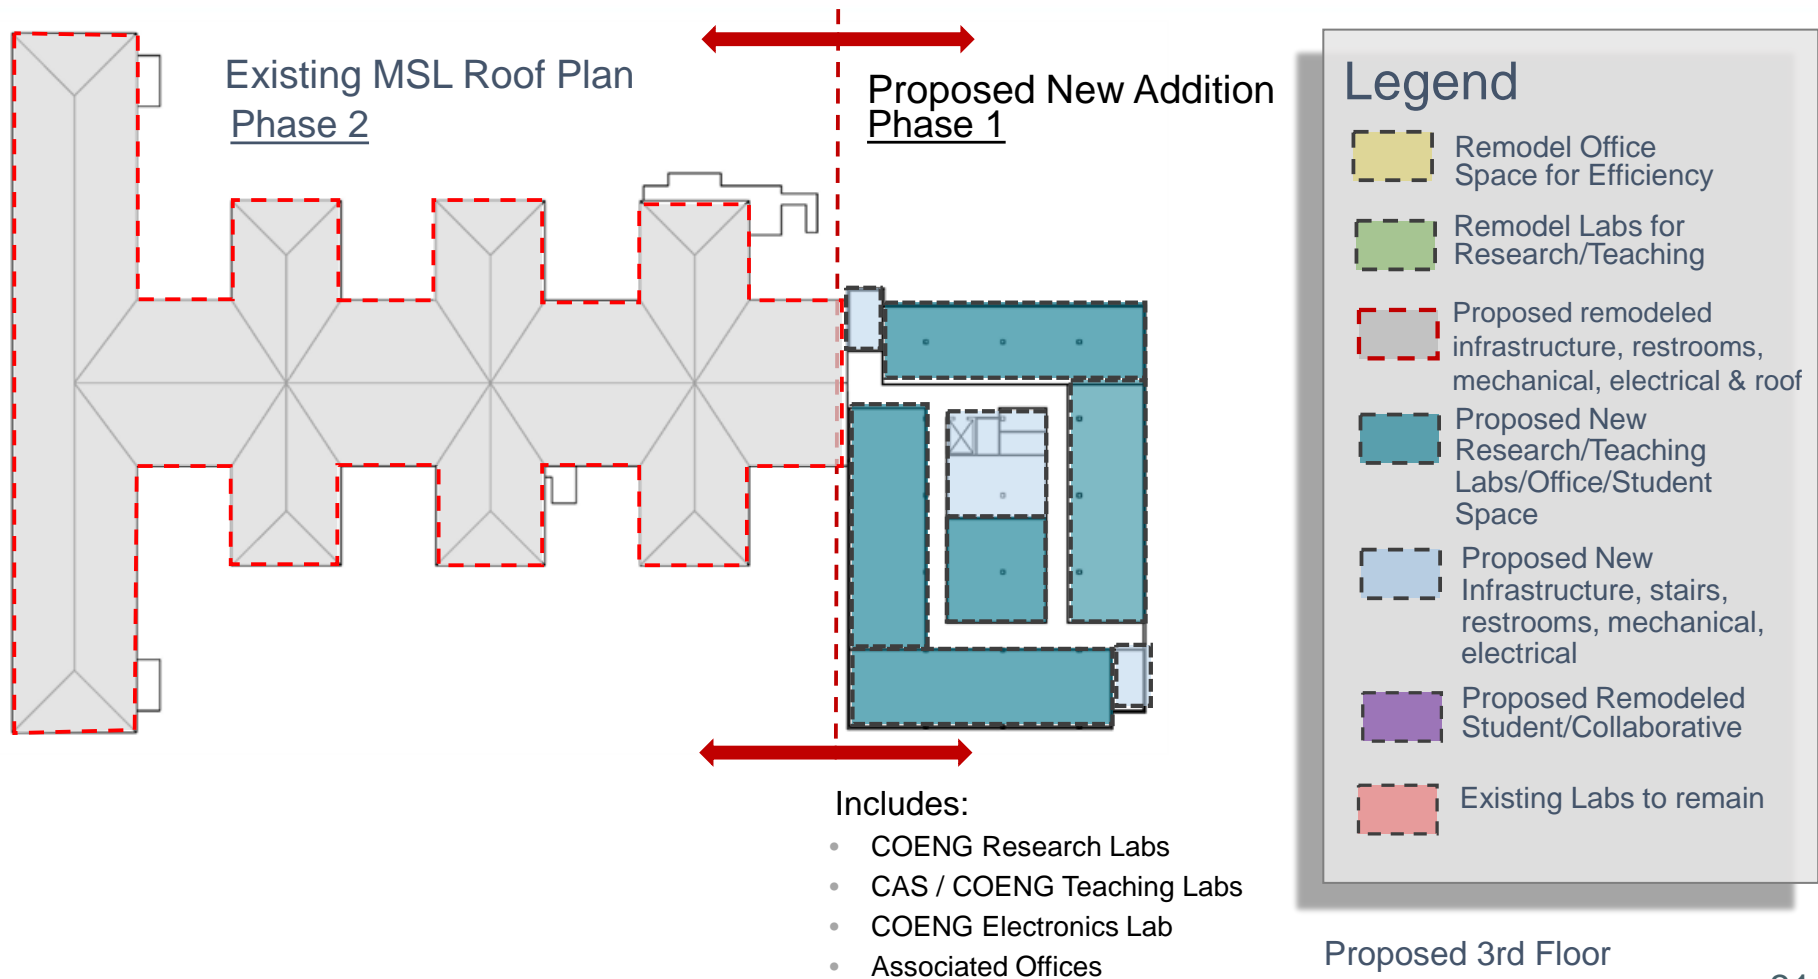 Existing MSL Roof Plan
Phase 2
Proposed New Addition
Phase 1
Legend
Remodel Office
Space for Efficiency
Remodel Labs for
Research/Teaching
Proposed remodeled
infrastructure, restrooms,
mechanical, electrical & roof
Proposed New
Research/Teaching
Labs/Office/Student
Space
Proposed New
Infrastructure, stairs,
restrooms, mechanical,
electrical
Proposed Remodeled
Student/Collaborative
Existing Labs to remain
Includes:
• COENG Research Labs
• CAS / COENG Teaching Labs
• COENG Electronics Lab
• Associated Offices
Proposed 3rd Floor